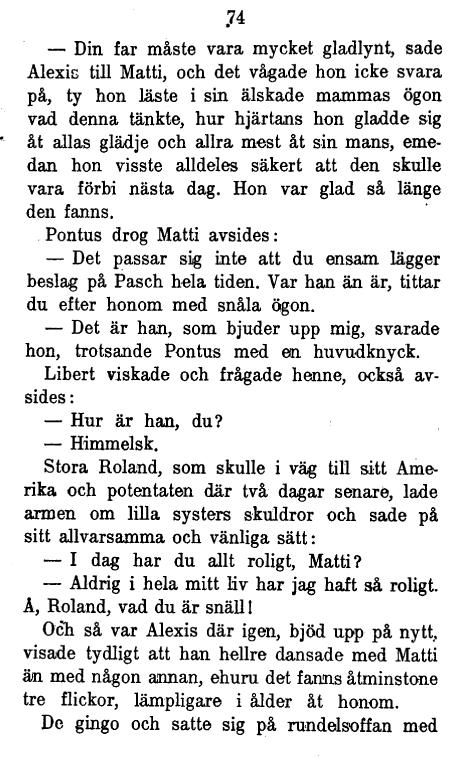 74
— Din far måste vara mycket gladlynt, sade
Alexis till Matti, och det vågade hon icke svara
på, ty hon läste i sin älskade mammas ögon
vad denna tänkte, hur hjärtans hon gladde sig
åt allas glädje och allra mest åt sin mans, eme-
dan hon visste alldeles säkert att den skulle
vara förbi nästa dag. Hon var glad så länge
den fanns.
Pontus drog Matti avsides:
— Det passar sig inte att du ensam lägger
beslag på Pasch hela tiden. Var han än är, tittar
du efter honom med snåla ögon.
— Det är han, som bjuder upp mig, svarade
hon, trotsande Pontus med en huvudknyck.
Libert viskade och frågade henne, också av-
sides:
— Hur är han, du?
— Himmelsk.
Stora Roland, som skulle i väg till sitt Ame-
rika och potentaten där två dagar senare, lade
armen om lilla systers skuldror och sade på
sitt allvarsamma och vänliga sätt:
— I dag har du allt roligt, Matti?
— Aldrig i hela mitt liv har jag haft så roligt.
Å, Roland, vad du är snäll!
Och så var Alexis där igen, bjöd upp på nytt,
visade tydligt att han hellre dansade med Matti
än med någon annan, ehuru det fanns åtminstone
tre flickor, lämpligare i ålder åt honom.
De gingo och satte sig på rundelsoffan med